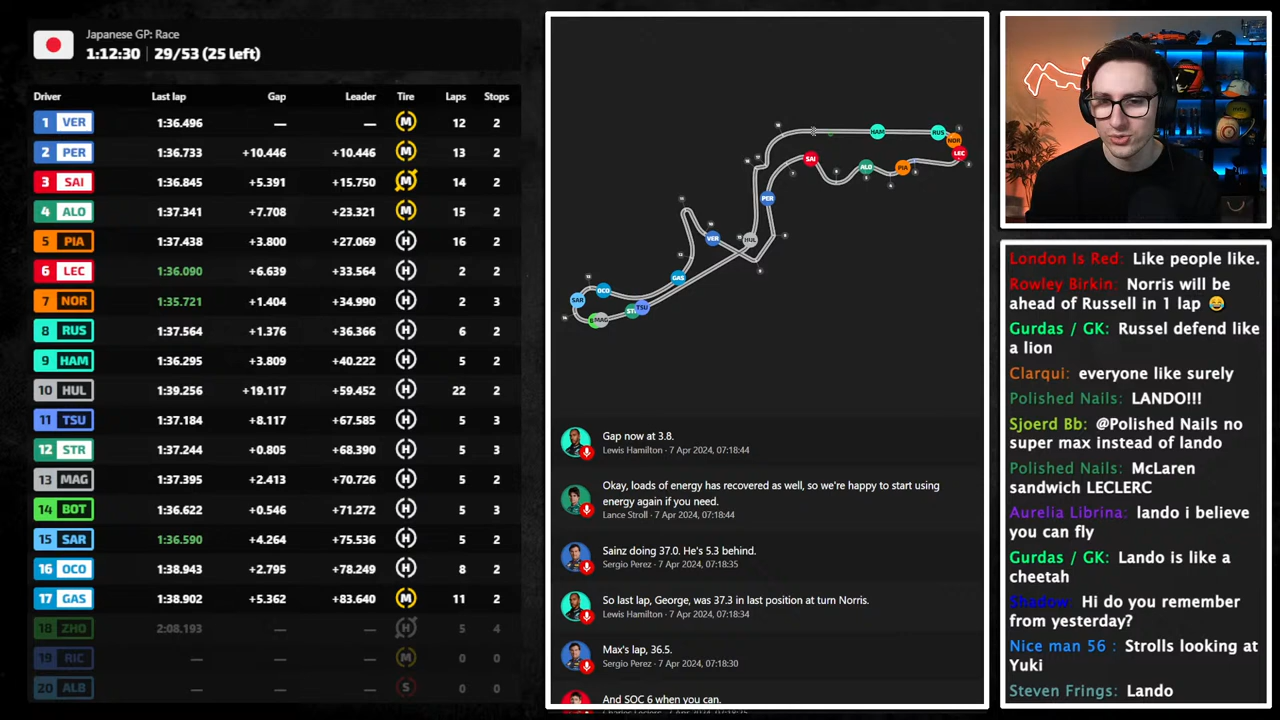 Japanese GP: Race
1:12:30 | 29/53 (25 left)
Driver Last lap Gap Leader Tire Laps Stops
1 VER 1:36.496 — — M 12 2
2 PER 1:36.733 +10.446 +10.446 M 13 2
3 SAI 1:36.845 +5.391 +15.750 M 14 2
4 ALO 1:37.341 +7.708 +23.321 M 15 2
5 PIA 1:37.438 +3.800 +27.069 H 16 2
6 LEC 1:36.090 +6.639 +33.564 H 2 2
7 NOR 1:35.721 +1.404 +34.990 H 2 3
8 RUS 1:37.564 +1.376 +36.366 H 6 2
9 HAM 1:36.295 +3.809 +40.222 H 5 2
10 HUL 1:39.256 +19.117 +59.452 H 22 2
11 TSU 1:37.184 +8.117 +67.585 H 5 3
12 STR 1:37.244 +0.805 +68.390 H 5 3
13 MAG 1:37.395 +2.413 +70.726 H 5 2
14 BOT 1:36.622 +0.546 +71.272 H 5 3
15 SAR 1:36.590 +4.264 +75.536 H 5 2
16 OCO 1:38.943 +2.795 +78.249 H 8 2
17 GAS 1:38.902 +5.362 +83.640 M 11 2
18 ZHO 2:08.193 — — H 5 4
19 RIC — — — M 0 0
20 ALB — — — S 0 0
HAM
RUS
NOR
LEC
SAI
ALO
PIA
PER
VER
HUL
GAS
OCO
SAR
TSU
MAG
Gap now at 3.8.
Lewis Hamilton · 7 Apr 2024, 07:18:44
Okay, loads of energy has recovered as well, so we're happy to start using
energy again if you need.
Lance Stroll · 7 Apr 2024, 07:18:44
Sainz doing 37.0. He's 5.3 behind.
Sergio Perez · 7 Apr 2024, 07:18:35
So last lap, George, was 37.3 in last position at turn Norris.
Lewis Hamilton · 7 Apr 2024, 07:18:34
Max's lap, 36.5.
Sergio Perez · 7 Apr 2024, 07:18:30
And SOC 6 when you can.
London Is Red: Like people like.
Rowley Birkin: Norris will be
ahead of Russell in 1 lap 😂
Gurdas / GK: Russel defend like
a lion
Clarqui: everyone like surely
Polished Nails: LANDO!!!
Sjoerd Bb: @Polished Nails no
super max instead of lando
Polished Nails: McLaren
sandwich LECLERC
Aurelia Librina: lando i believe
you can fly
Gurdas / GK: Lando is like a
cheetah
Shadow: Hi do you remember
from yesterday?
Nice man 56 : Strolls looking at
Yuki
Steven Frings: Lando